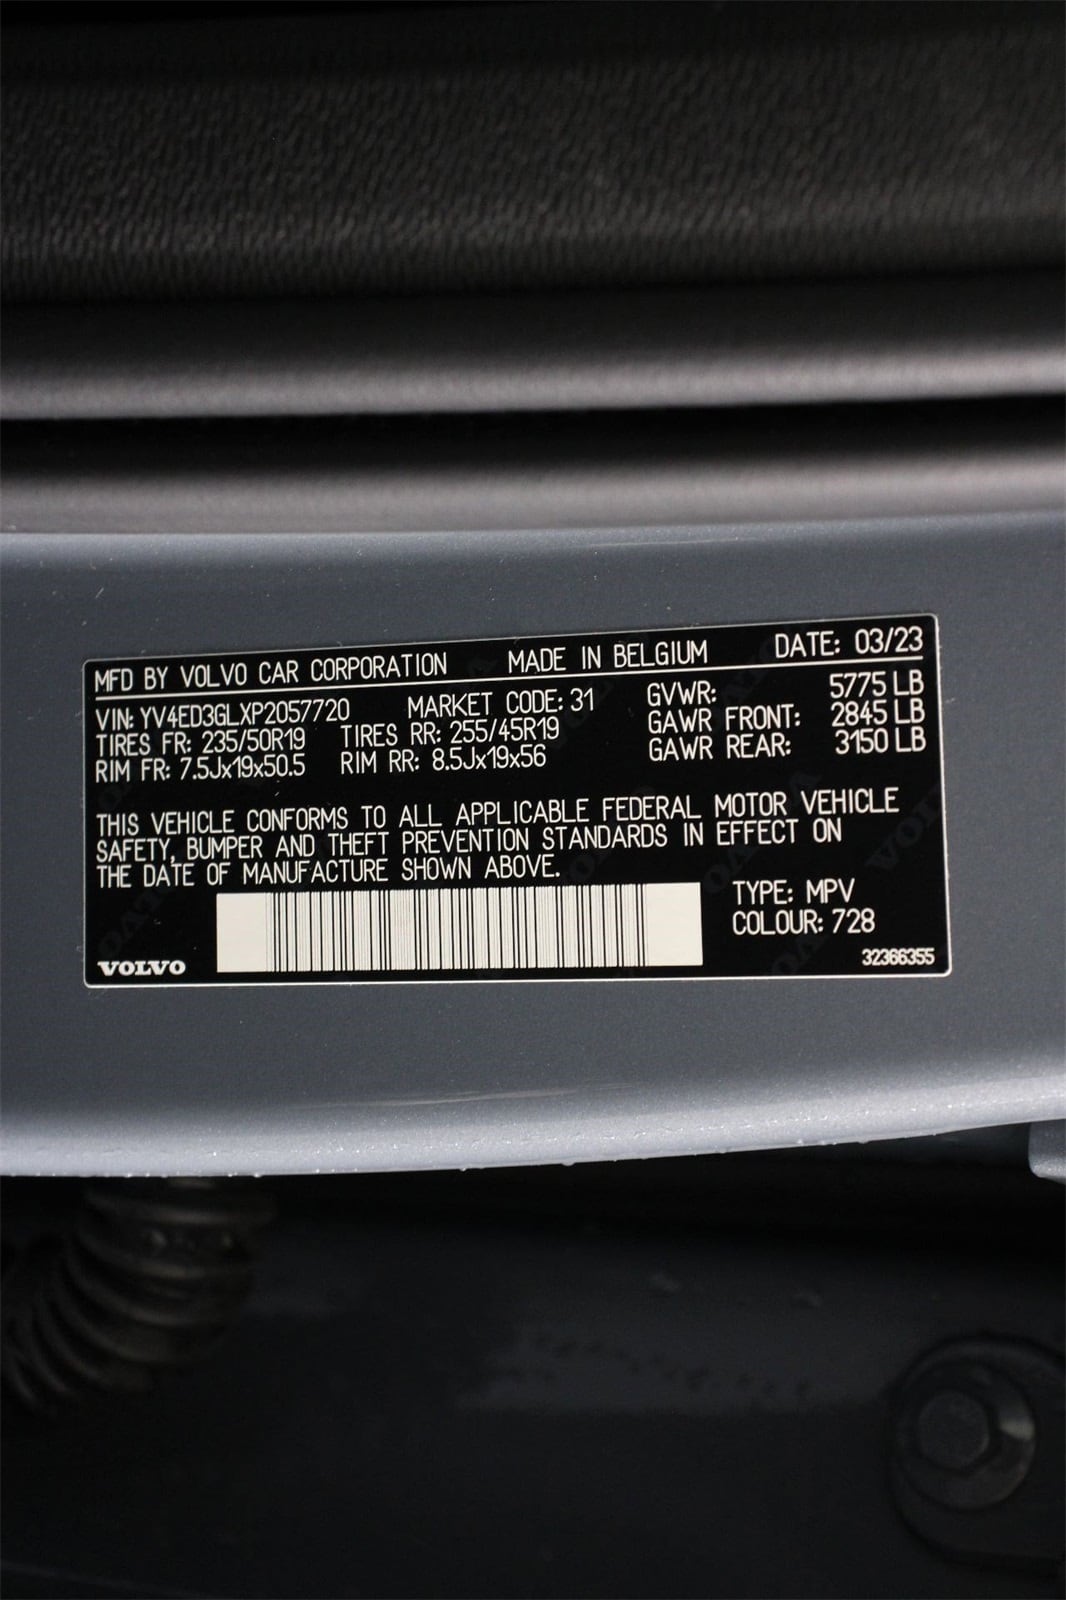 MFD BY VOLVO CAR CORPORATION MADE IN BELGIUM DATE: 03/23
VIN: YV4ED3GLXP2057720 MARKET CODE: 31 GVWR: 5775 LB
TIRES FR: 235/50R19 TIRES RR: 255/45R19 GAWR FRONT: 2845 LB
RIM FR: 7.5Jx19x50.5 RIM RR: 8.5Jx19x56 GAWR REAR: 3150 LB
THIS VEHICLE CONFORMS TO ALL APPLICABLE FEDERAL MOTOR VEHICLE
SAFETY, BUMPER AND THEFT PREVENTION STANDARDS IN EFFECT ON
THE DATE OF MANUFACTURE SHOWN ABOVE.
TYPE: MPV
COLOUR: 728
VOLVO 32366355